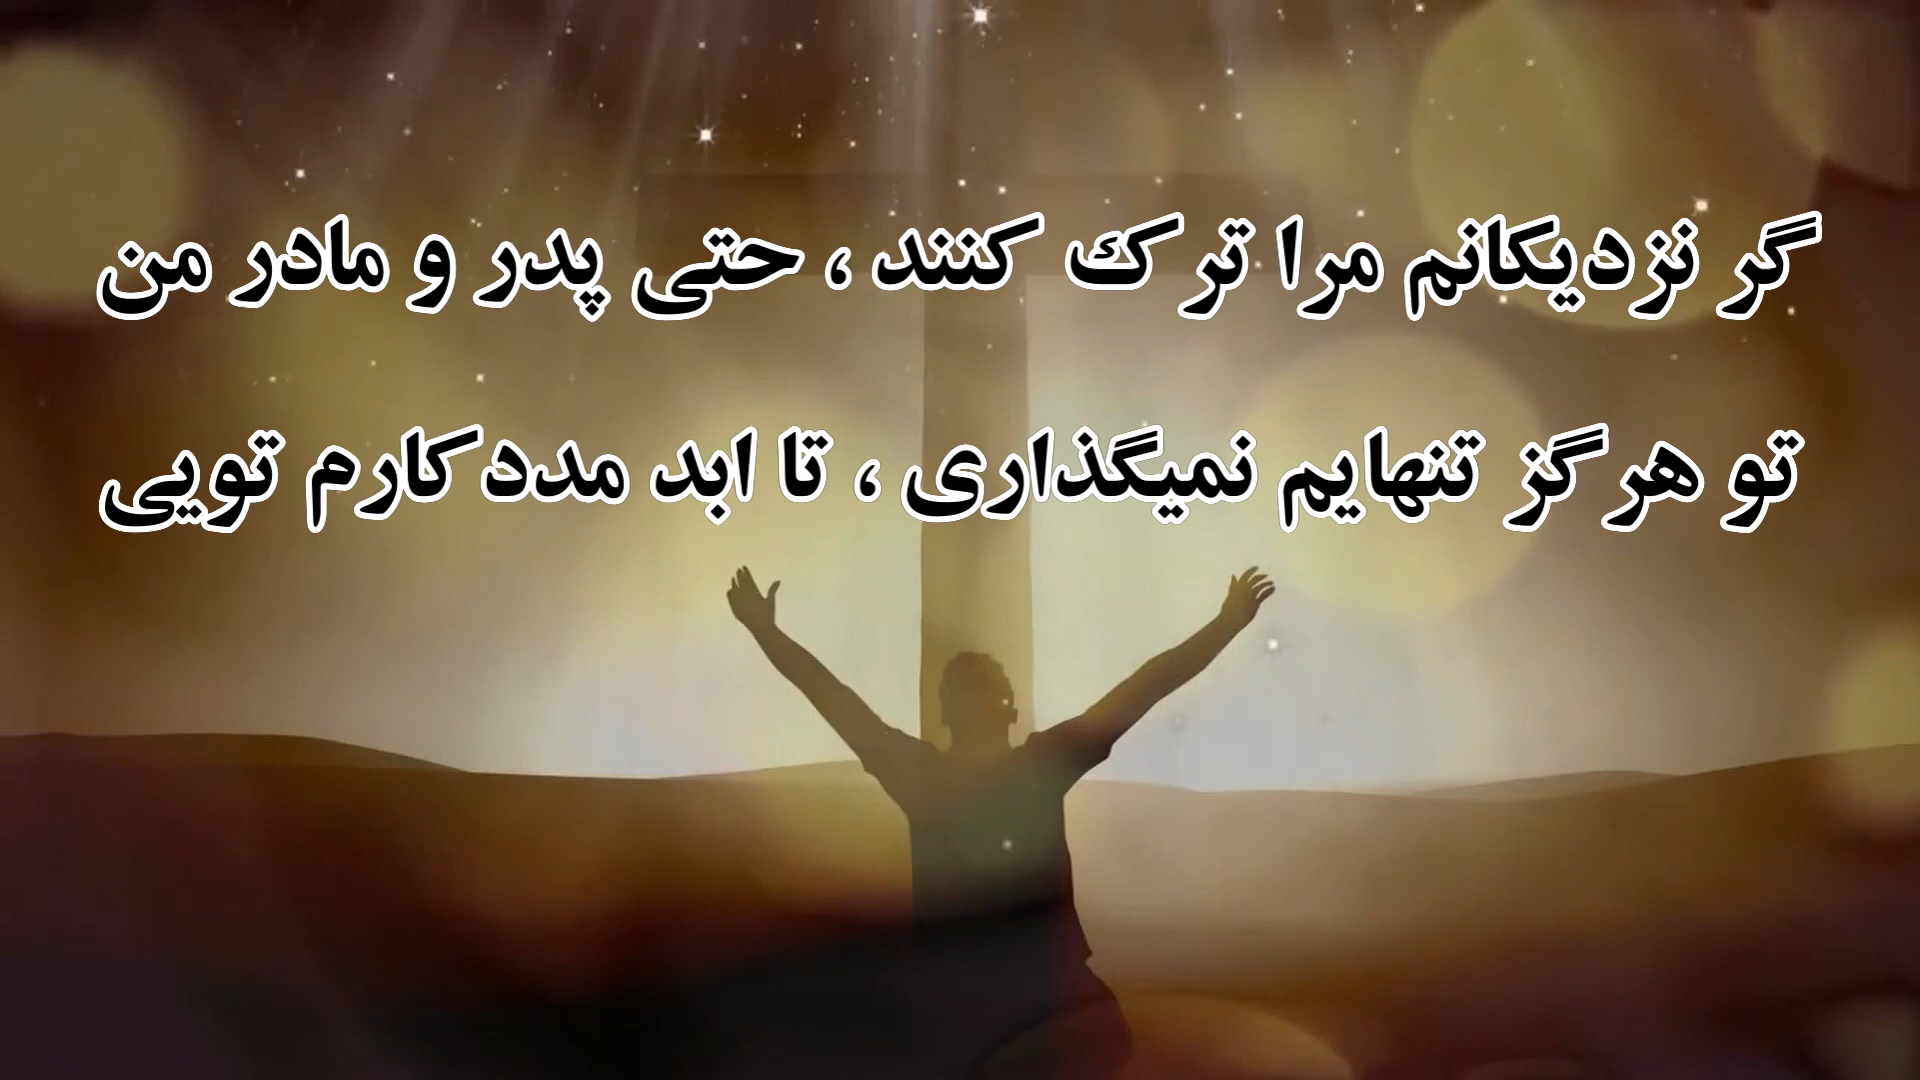 گر نزدیکانم مرا ترک کنند ، حتی پدر و مادر من
تو هرگز تنهایم نمیگذاری ، تا ابد مددکارم تویی